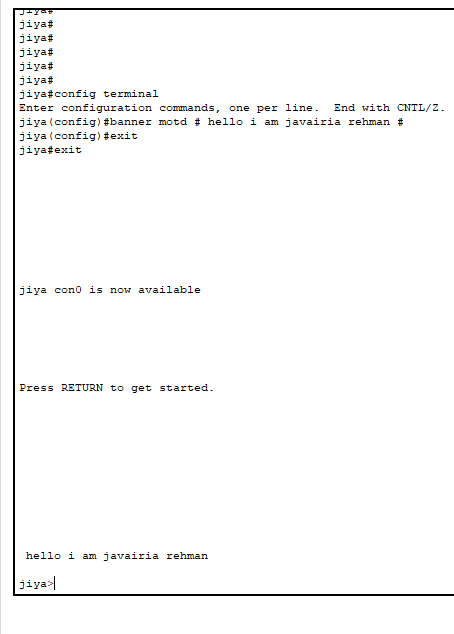 jiya#
jiya#
jiya#
jiya#
jiya#
jiya#
jiya#config terminal
Enter configuration commands, one per line.  End with CNTL/Z.
jiya(config)#banner motd # hello i am javairia rehman #
jiya(config)#exit
jiya#exit
jiya con0 is now available
Press RETURN to get started.
hello i am javairia rehman
jiya>